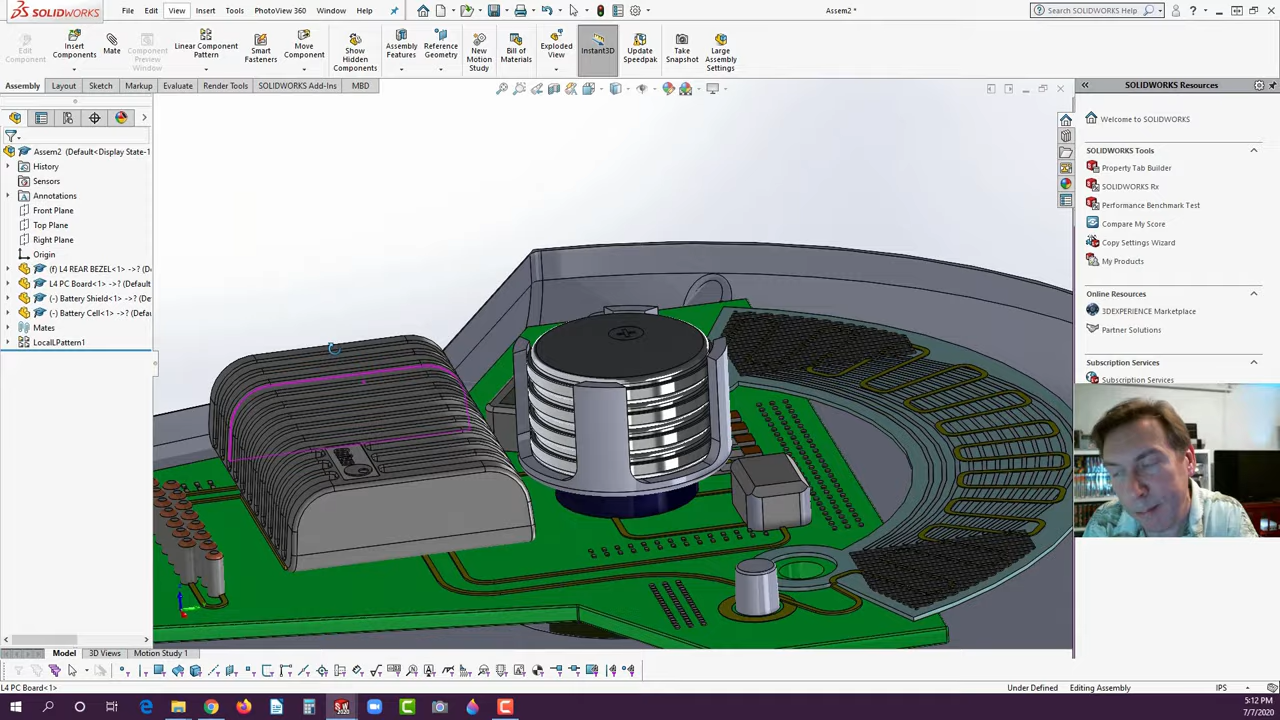 SOLIDWORKS File Edit View Insert Tools PhotoView 360 Window Help Assem2 * Search SOLIDWORKS Help
Edit Component
Insert Components
Mate
Component Preview Window
Linear Component Pattern
Smart Fasteners
Move Component
Show Hidden Components
Assembly Features
Reference Geometry
New Motion Study
Bill of Materials
Exploded View
Instant3D
Update Speedpak
Take Snapshot
Large Assembly Settings
Assembly Layout Sketch Markup Evaluate Render Tools SOLIDWORKS Add-Ins MBD
Assem2 (Default<Display State-1
History
Sensors
Annotations
Front Plane
Top Plane
Right Plane
Origin
(f) L4 REAR BEZEL<1> ->? (D
L4 PC Board<1> ->? (Default
(-) Battery Shield<1> ->? (D
(-) Battery Cell<1> ->? (Defa
Mates
LocalLPattern1
SOLIDWORKS Resources
Welcome to SOLIDWORKS
SOLIDWORKS Tools
Property Tab Builder
SOLIDWORKS Rx
Performance Benchmark Test
Compare My Score
Copy Settings Wizard
My Products
Online Resources
3DEXPERIENCE Marketplace
Partner Solutions
Subscription Services
Subscription Services
Model 3D Views Motion Study 1
L4 PC Board<1> Under Defined Editing Assembly IPS
5:12 PM
7/7/2020